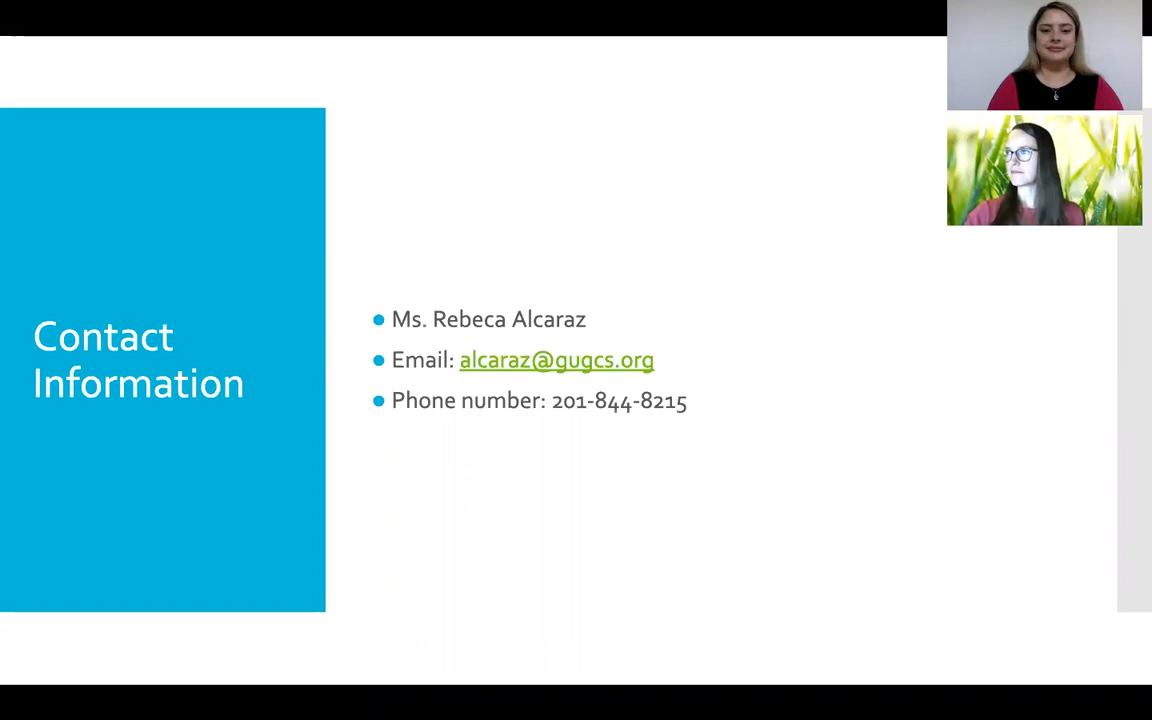 Contact
Information
Ms. Rebeca Alcaraz
Email: alcaraz@gugcs.org
Phone number: 201-844-8215